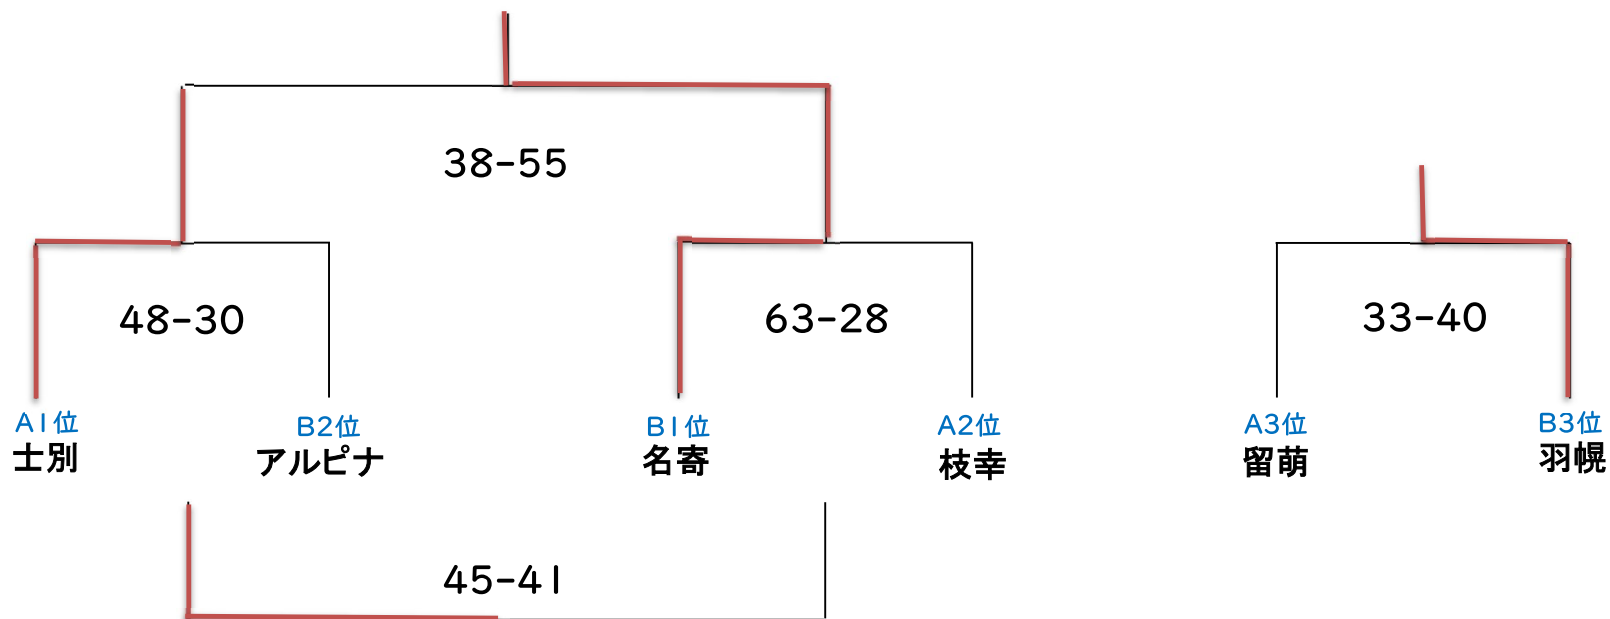 38-55
48-30
63-28
33-40
A1位
士別
B2位
アルピナ
B1位
名寄
A2位
枝幸
A3位
留萌
B3位
羽幌
45-41